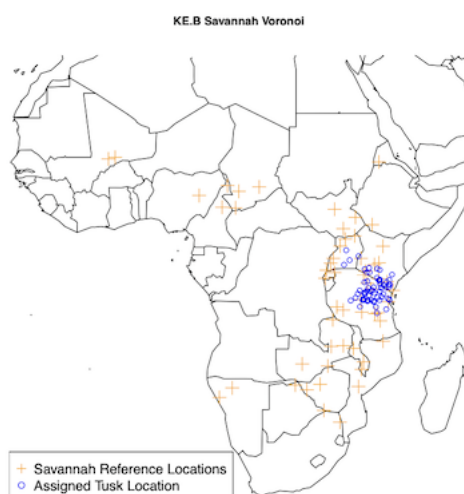 KE.B Savannah Voronoi
Savannah Reference Locations
Assigned Tusk Location